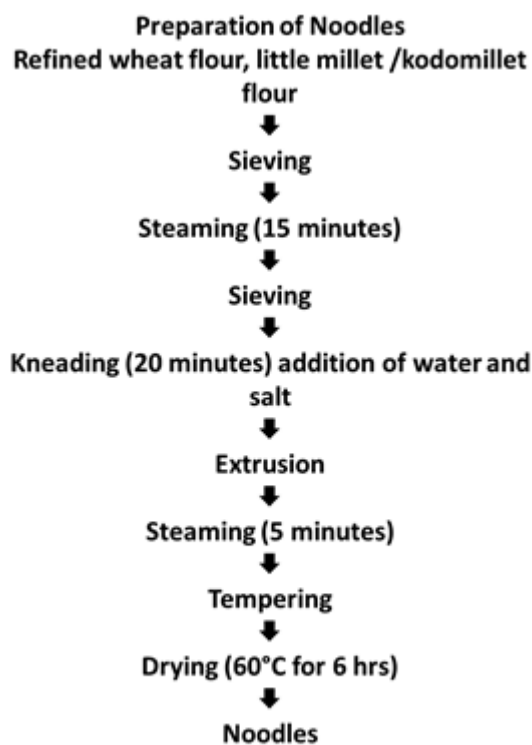 Preparation of Noodles
Refined wheat flour, little millet /kodomillet
flour
Sieving
Steaming (15 minutes)
Sieving
Kneading (20 minutes) addition of water and
salt
Extrusion
Steaming (5 minutes)
Tempering
Drying (60°C for 6 hrs)
Noodles